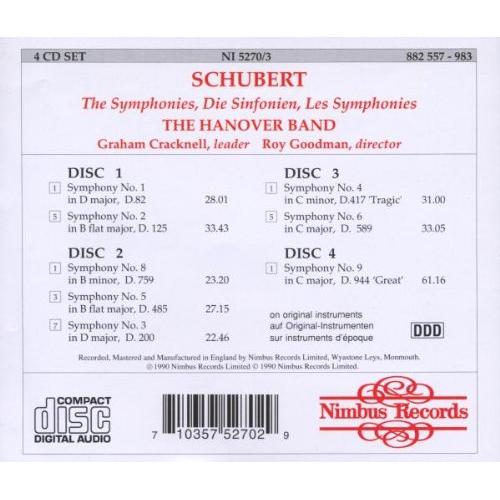 4 CD SET NI 5270/3 882 557 - 983
SCHUBERT
The Symphonies, Die Sinfonien, Les Symphonies
THE HANOVER BAND
Graham Cracknell, leader Roy Goodman, director
DISC 1
1 Symphony No. 1
in D major, D.82 28.01
5 Symphony No. 2
in B flat major, D. 125 33.43
DISC 2
1 Symphony No. 8
in B minor, D. 759 23.20
3 Symphony No. 5
in B flat major, D. 485 27.15
7 Symphony No. 3
in D major, D. 200 22.46
DISC 3
1 Symphony No. 4
in C minor, D.417 'Tragic' 31.00
5 Symphony No. 6
in C major, D. 589 33.05
DISC 4
1 Symphony No. 9
in C major, D. 944 'Great' 61.16
on original instruments
auf Original-Instrumenten
sur instruments d'époque
DDD
Recorded, Mastered and Manufactured in England by Nimbus Records Limited, Wyastone Leys, Monmouth.
℗ 1990 Nimbus Records Limited © 1990 Nimbus Records Limited.
COMPACT
disc
DIGITAL AUDIO
7 10357 52702 9
Nimbus Records